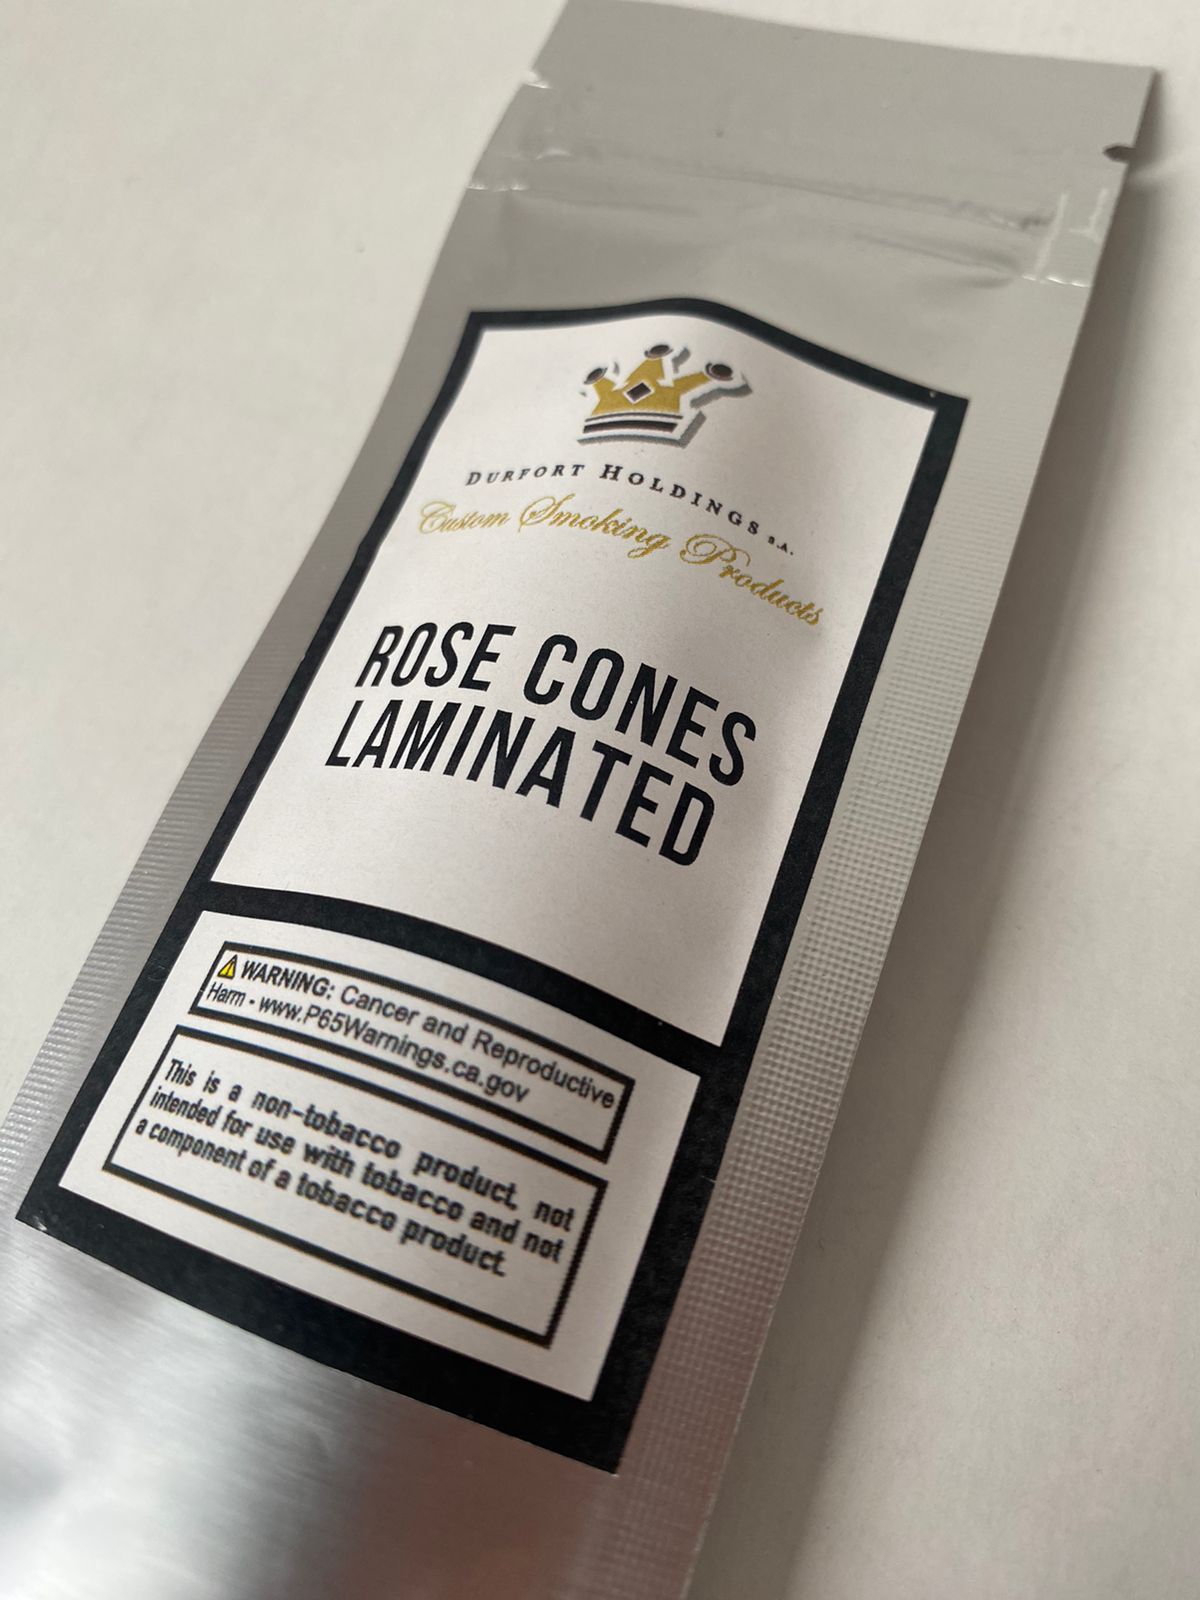 DURFORT HOLDINGS S.A.
Custom Smoking Products
ROSE CONES
LAMINATED
WARNING: Cancer and Reproductive
Harm - www.P65Warnings.ca.gov
This is a non-tobacco product, not
intended for use with tobacco and not
a component of a tobacco product.